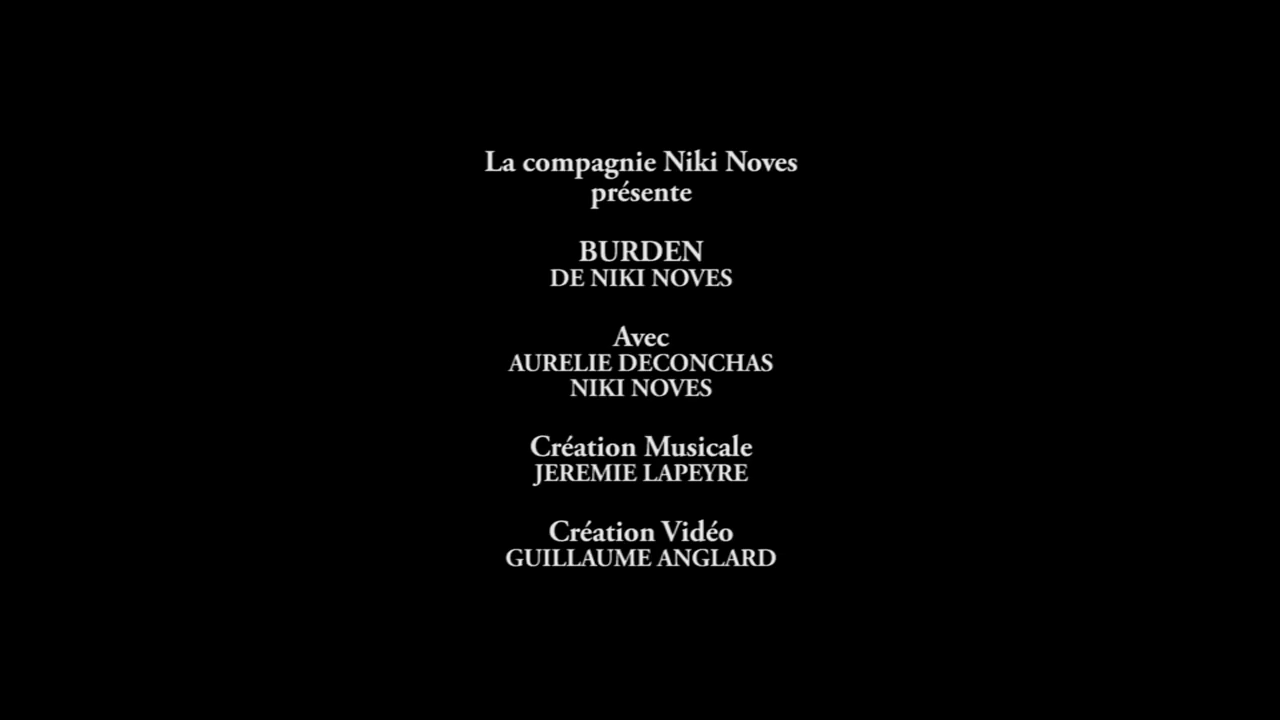 La compagnie Niki Noves
présente
BURDEN
DE NIKI NOVES
Avec
AURELIE DECONCHAS
NIKI NOVES
Création Musicale
JEREMIE LAPEYRE
Création Vidéo
GUILLAUME ANGLARD